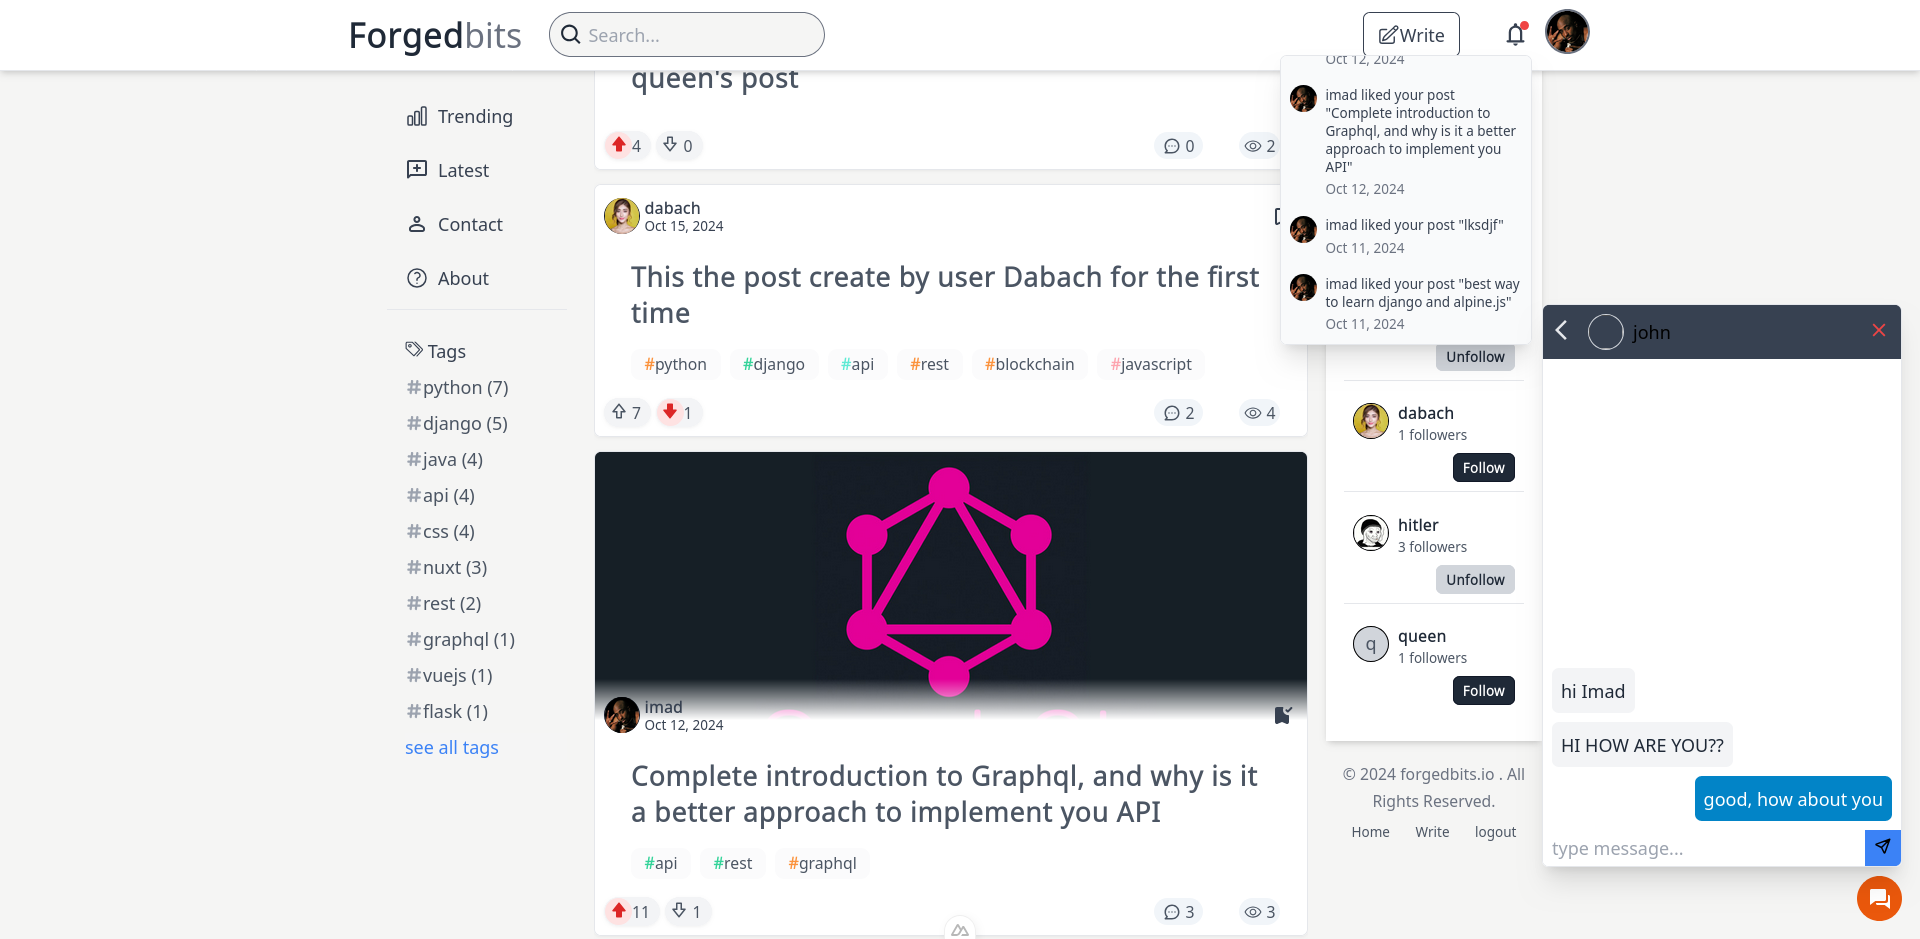 Forgedbits
Search...
Write
Trending
Latest
Contact
About
Tags
#python (7)
#django (5)
#java (4)
#api (4)
#css (4)
#nuxt (3)
#rest (2)
#graphql (1)
#vuejs (1)
#flask (1)
see all tags
queen's post
4
0
0
2
dabach
Oct 15, 2024
This the post create by user Dabach for the first
time
#python
#django
#api
#rest
#blockchain
#javascript
7
1
2
4
imad
Oct 12, 2024
Complete introduction to Graphql, and why is it
a better approach to implement you API
#api
#rest
#graphql
11
1
3
3
Oct 12, 2024
imad liked your post
"Complete introduction to
Graphql, and why is it a better
approach to implement you
API"
Oct 12, 2024
imad liked your post "lksdjf"
Oct 11, 2024
imad liked your post "best way
to learn django and alpine.js"
Oct 11, 2024
Unfollow
dabach
1 followers
Follow
hitler
3 followers
Unfollow
q
queen
1 followers
Follow
© 2024 forgedbits.io . All
Rights Reserved.
Home
Write
logout
john
hi Imad
HI HOW ARE YOU??
good, how about you
type message...